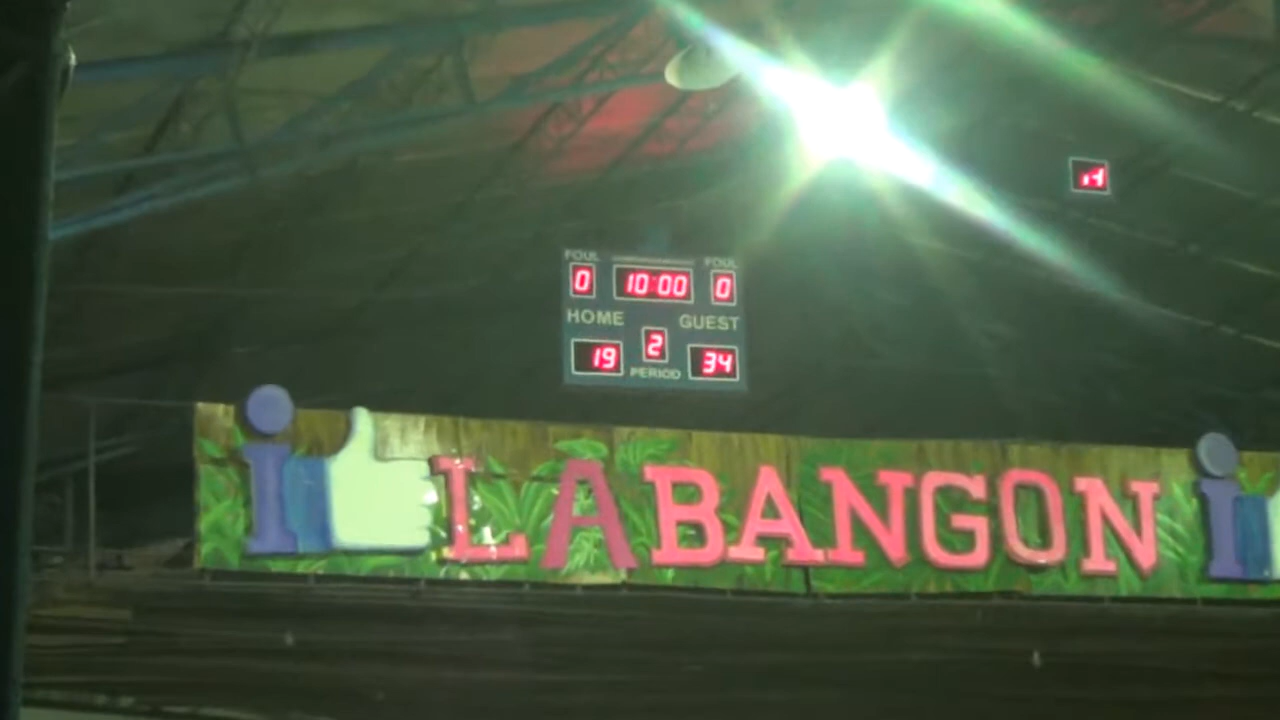 FOUL FOUL
0 10:00 0
HOME GUEST
19 2 34
PERIOD
i LABANGON i